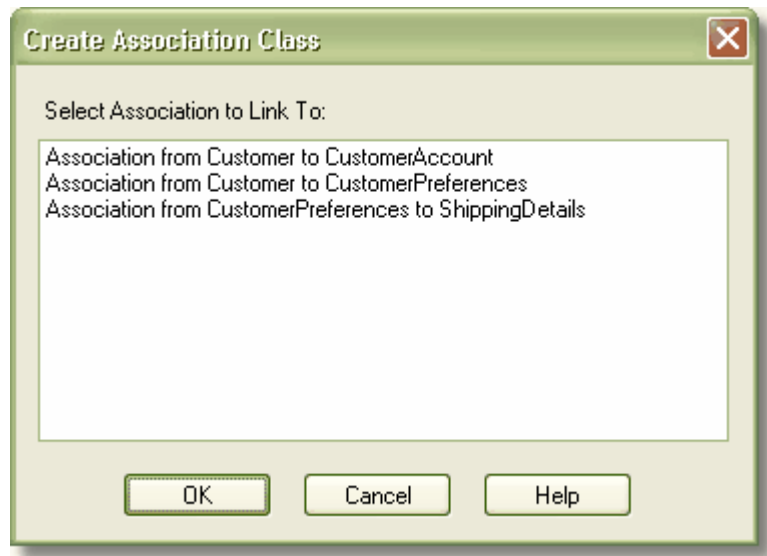 Create Association Class
Select Association to Link To:
Association from Customer to CustomerAccount
Association from Customer to CustomerPreferences
Association from CustomerPreferences to ShippingDetails
OK Cancel Help